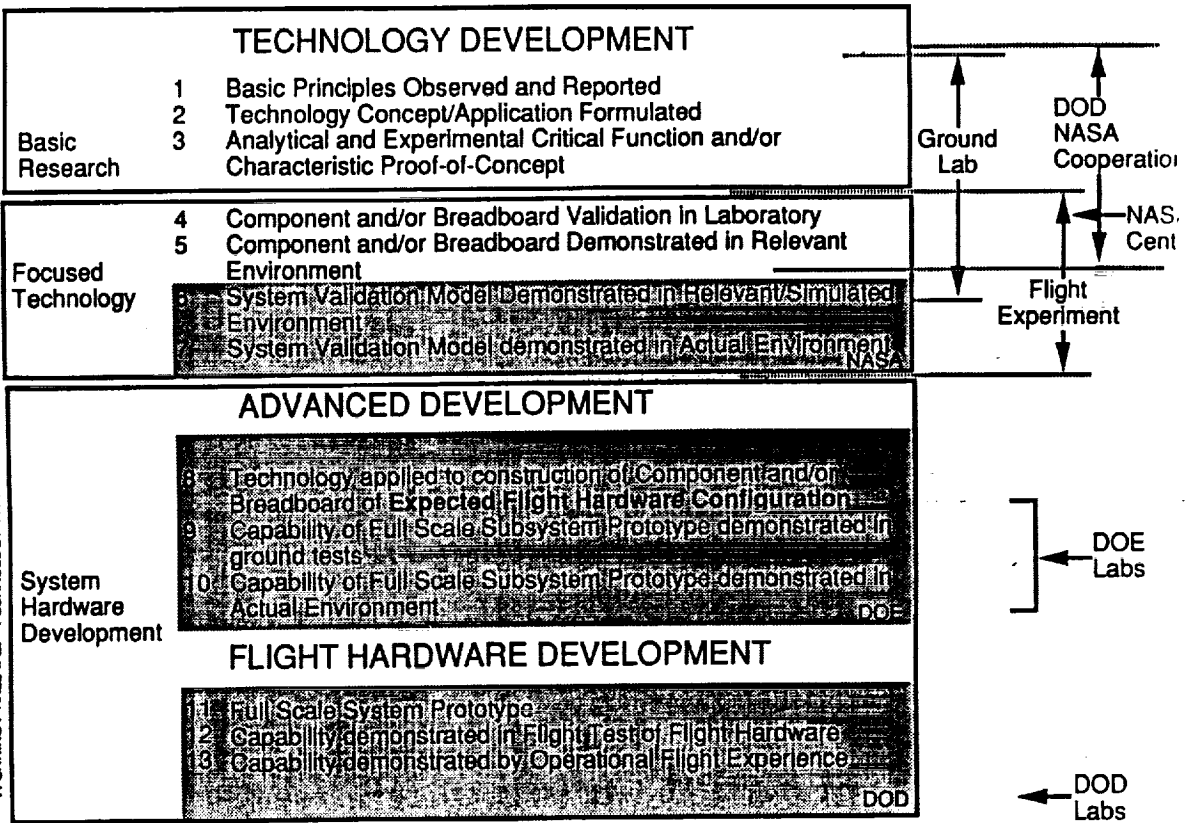 TECHNOLOGY DEVELOPMENT
1 Basic Principles Observed and Reported
2 Technology Concept/Application Formulated
Basic
Research
3 Analytical and Experimental Critical Function and/or
Characteristic Proof-of-Concept
4 Component and/or Breadboard Validation in Laboratory
5 Component and/or Breadboard Demonstrated in Relevant
Environment
Focused
Technology
System Validation Model Demonstrated in Relevant/Simulated
Environment
System Validation Model demonstrated in Actual Environment
NASA
ADVANCED DEVELOPMENT
8 Technology applied to construction of Component and/or
Breadboard of Expected Flight Hardware Configuration
9 Capability of Full Scale Subsystem Prototype demonstrated in
ground tests
10 Capability of Full Scale Subsystem Prototype demonstrated in
Actual Environment
DOE
System
Hardware
Development
FLIGHT HARDWARE DEVELOPMENT
Full Scale System Prototype
2 Capability demonstrated in Flight Test of Flight Hardware
3 Capability demonstrated by Operational Flight Experience
DOD
Ground
Lab
DOD
NASA
Cooperation
NAS
Cent
Flight
Experiment
DOE
Labs
DOD
Labs